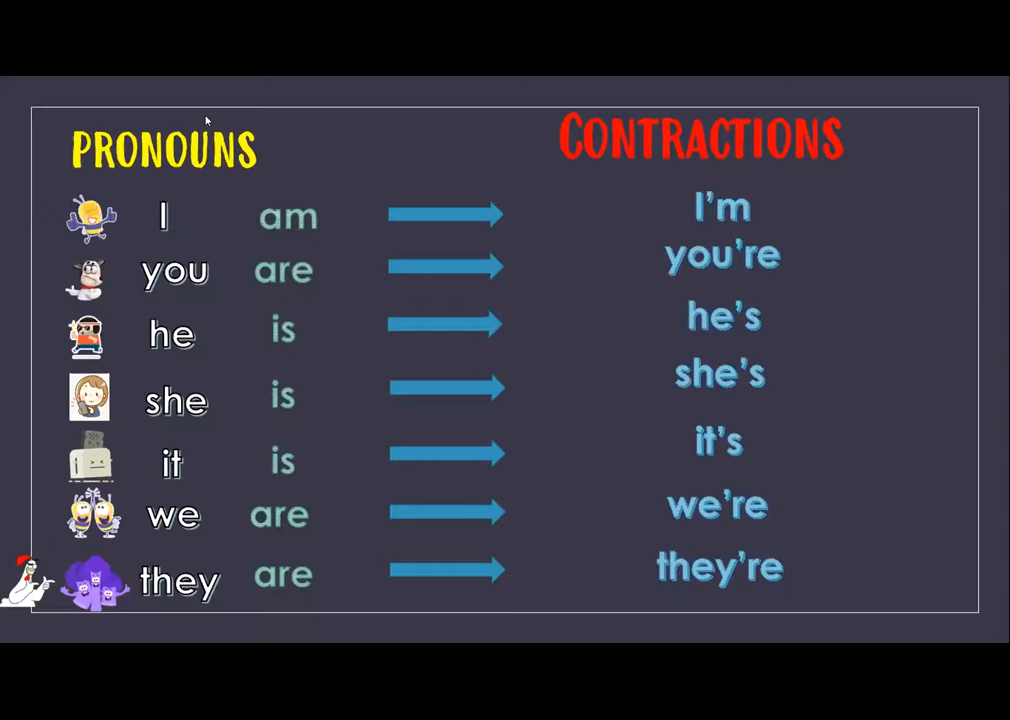 PRONOUNS CONTRACTIONS
I am I'm
you are you're
he is he's
she is she's
it is it's
we are we're
they are they're